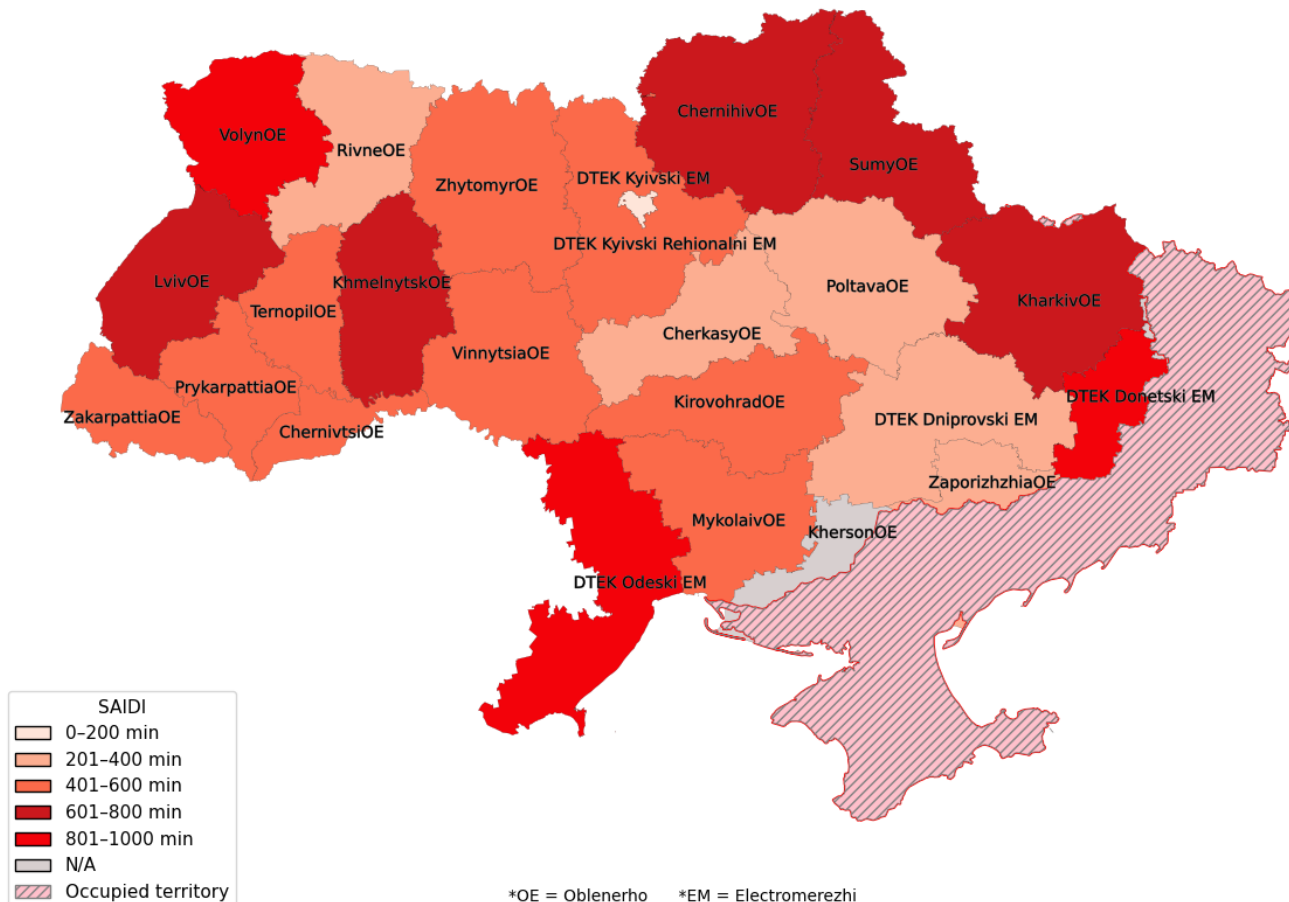 ChernihivOE
VolynOE
RivneOE
SumyOE
DTEK Kyivski EM
ZhytomyrOE
DTEK Kyivski Rehionalni EM
LvivOE
KhmelnytskOE
PoltavaOE
KharkivOE
TernopilOE
CherkasyOE
VinnytsiaOE
PrykarpattiaOE
DTEK Donetski EM
KirovohradOE
ZakarpattiaOE
DTEK Dniprovski EM
ChernivtsiOE
ZaporizhzhiaOE
MykolaivOE
KhersonOE
DTEK Odeski EM
SAIDI
0–200 min
201–400 min
401–600 min
601–800 min
801–1000 min
N/A
Occupied territory
*OE = Oblenerho *EM = Electromerezhi